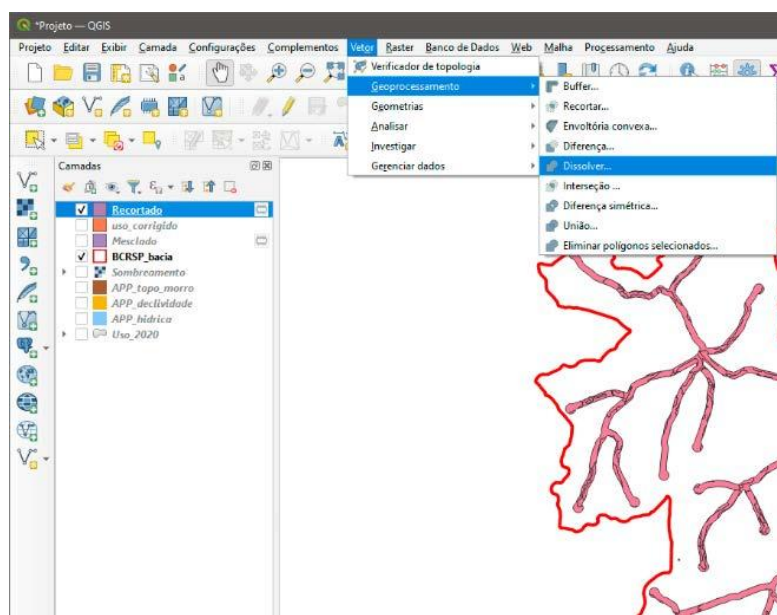 *Projeto — QGIS
Projeto Editar Exibir Camada Configurações Complementos Vetor Raster Banco de Dados Web Malha Processamento Ajuda
Verificador de topologia
Geoprocessamento
Geometrias
Analisar
Investigar
Gerenciar dados
Buffer...
Recortar...
Envoltória convexa...
Diferença...
Dissolver...
Interseção ...
Diferença simétrica...
União...
Eliminar polígonos selecionados...
Camadas
Recortado
uso_corrigido
Mesclado
BCRSP_bacia
Sombreamento
APP_topo_morro
APP_declividade
APP_hidrica
Uso_2020